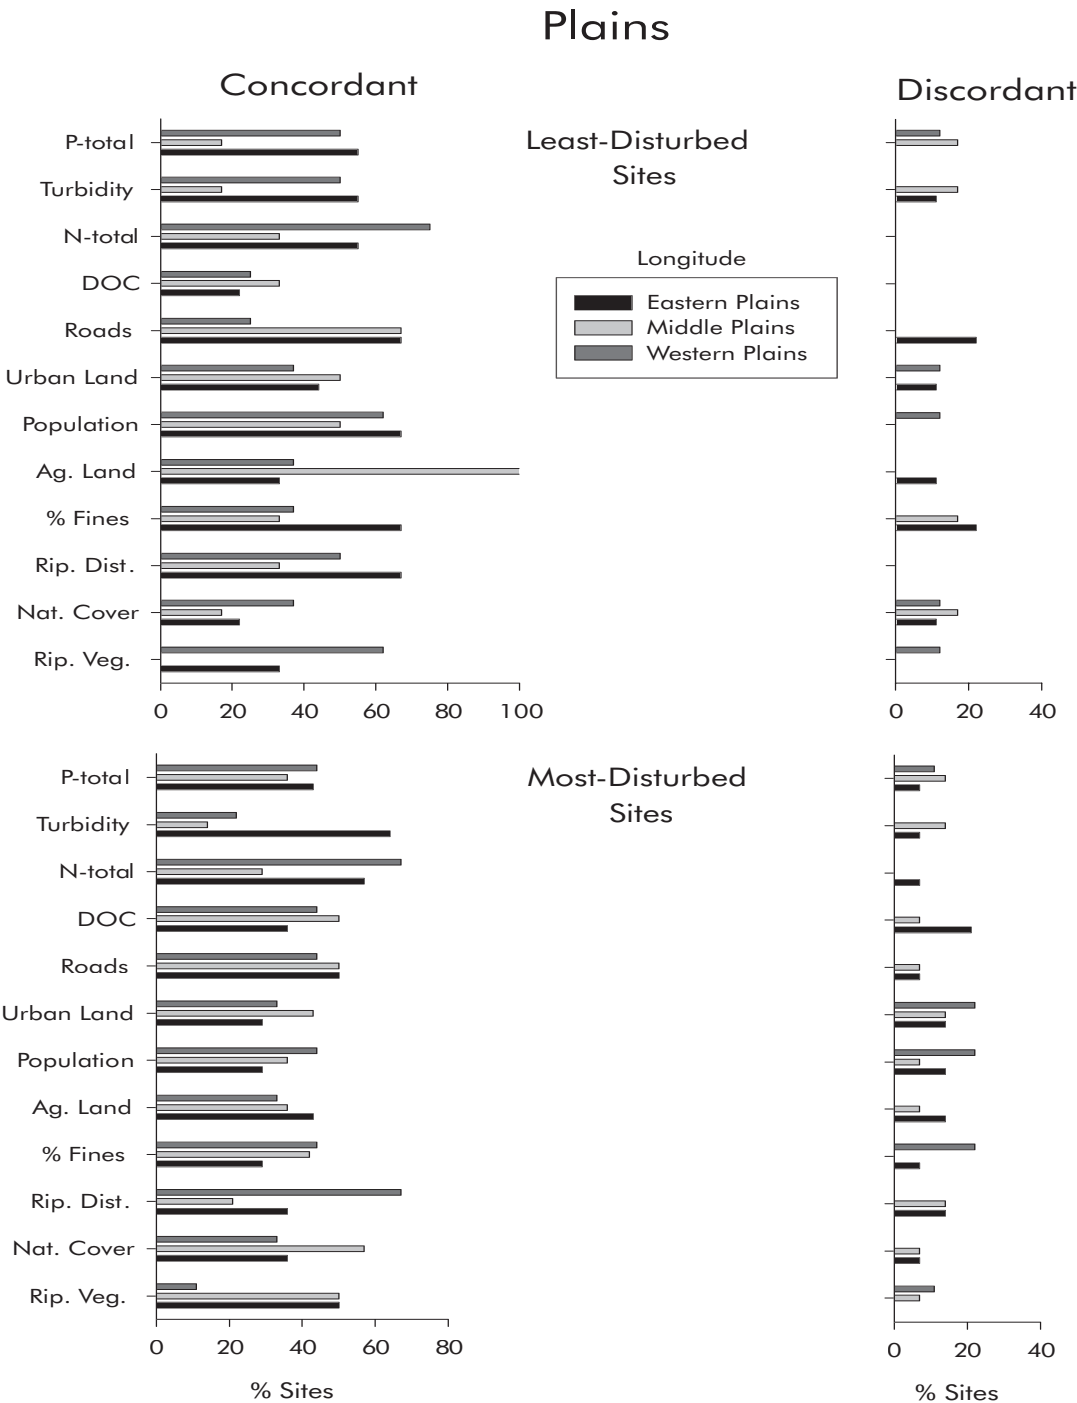 Plains
Concordant
Discordant
P-total
Turbidity
N-total
DOC
Roads
Urban Land
Population
Ag. Land
% Fines
Rip. Dist.
Nat. Cover
Rip. Veg.
0 20 40 60 80 100
Least-Disturbed
Sites
Longitude
Eastern Plains
Middle Plains
Western Plains
0 20 40
P-total
Turbidity
N-total
DOC
Roads
Urban Land
Population
Ag. Land
% Fines
Rip. Dist.
Nat. Cover
Rip. Veg.
0 20 40 60 80
% Sites
Most-Disturbed
Sites
0 20 40
% Sites